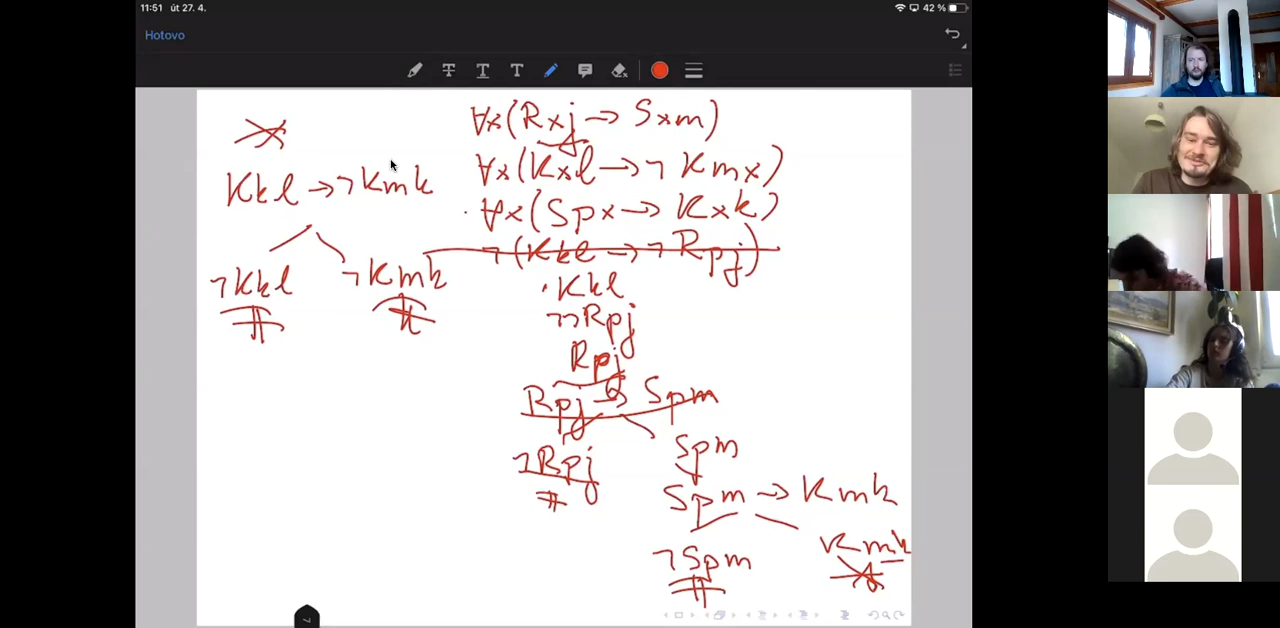 11:51 út 27. 4.
42 %
Hotovo
∀x(Rxj → Sxm)
∀x(Kxl → ¬Kmx)
∀x(Spx → Kxk)
¬(Kkl → ¬Rpj)
Kkl
¬¬Rpj
Rpj
Rpj → Spm
¬Rpj
Spm
Spm → Kmk
¬Spm
Kmk
Kkl → ¬Kmk
¬Kkl
¬Kmk